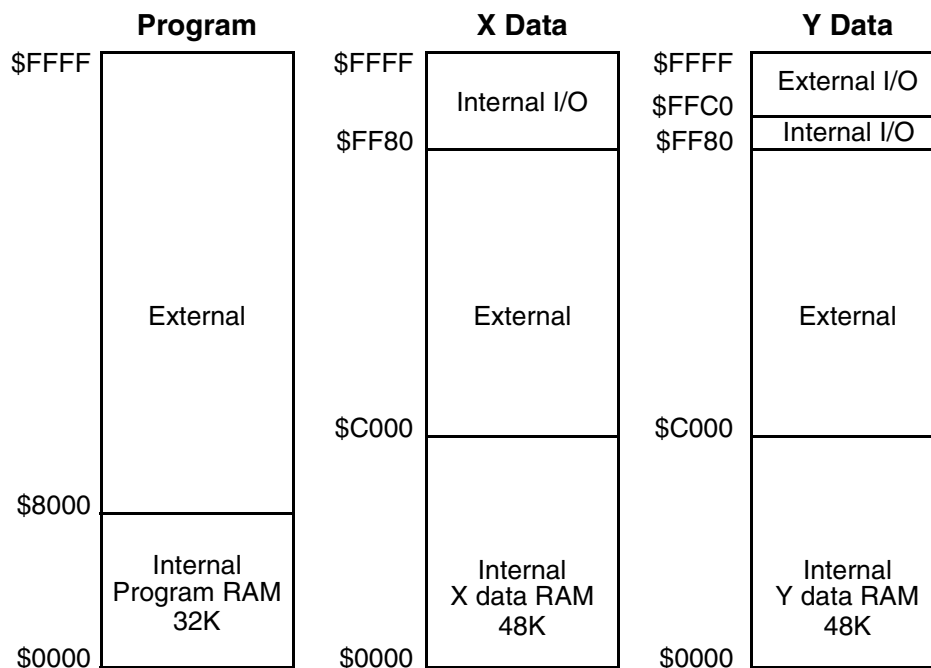 Program
$FFFF
External
$8000
Internal
Program RAM
32K
$0000
X Data
$FFFF
Internal I/O
$FF80
External
$C000
Internal
X data RAM
48K
$0000
Y Data
$FFFF
External I/O
$FFC0
Internal I/O
$FF80
External
$C000
Internal
Y data RAM
48K
$0000